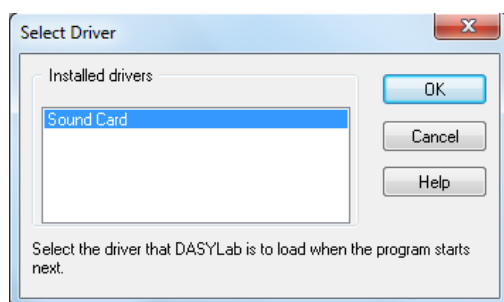 Select Driver
Installed drivers
Sound Card
OK
Cancel
Help
Select the driver that DASYLab is to load when the program starts
next.